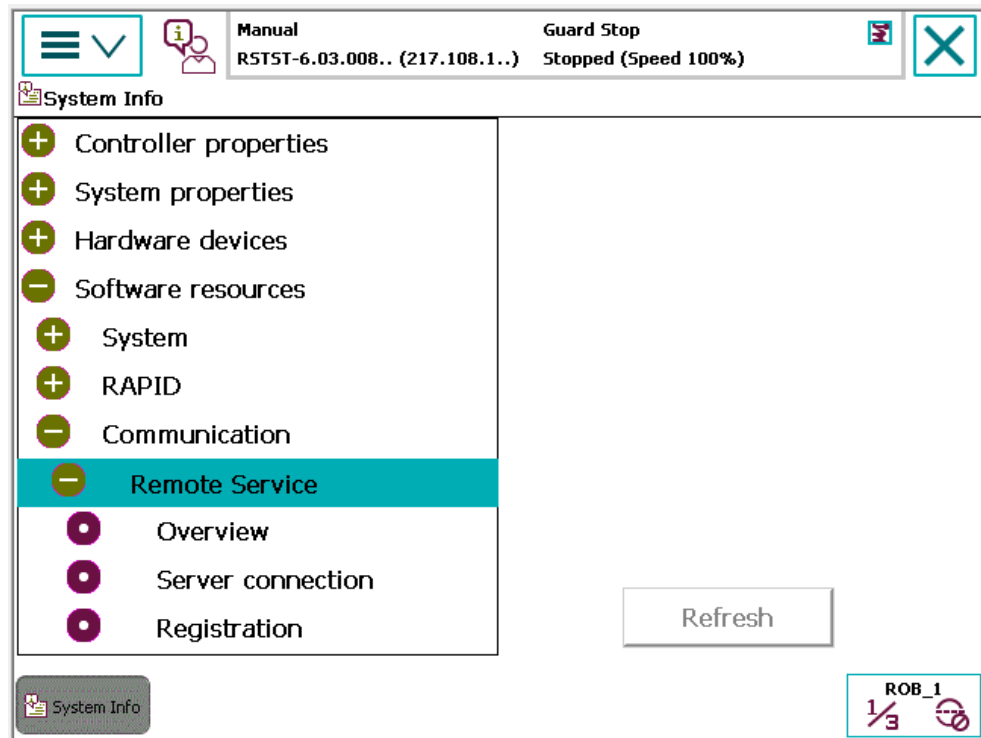 Manual
Guard Stop
RSTST-6.03.008.. (217.108.1..)
Stopped (Speed 100%)
System Info
Controller properties
System properties
Hardware devices
Software resources
System
RAPID
Communication
Remote Service
Overview
Server connection
Registration
Refresh
System Info
ROB_1
1/3